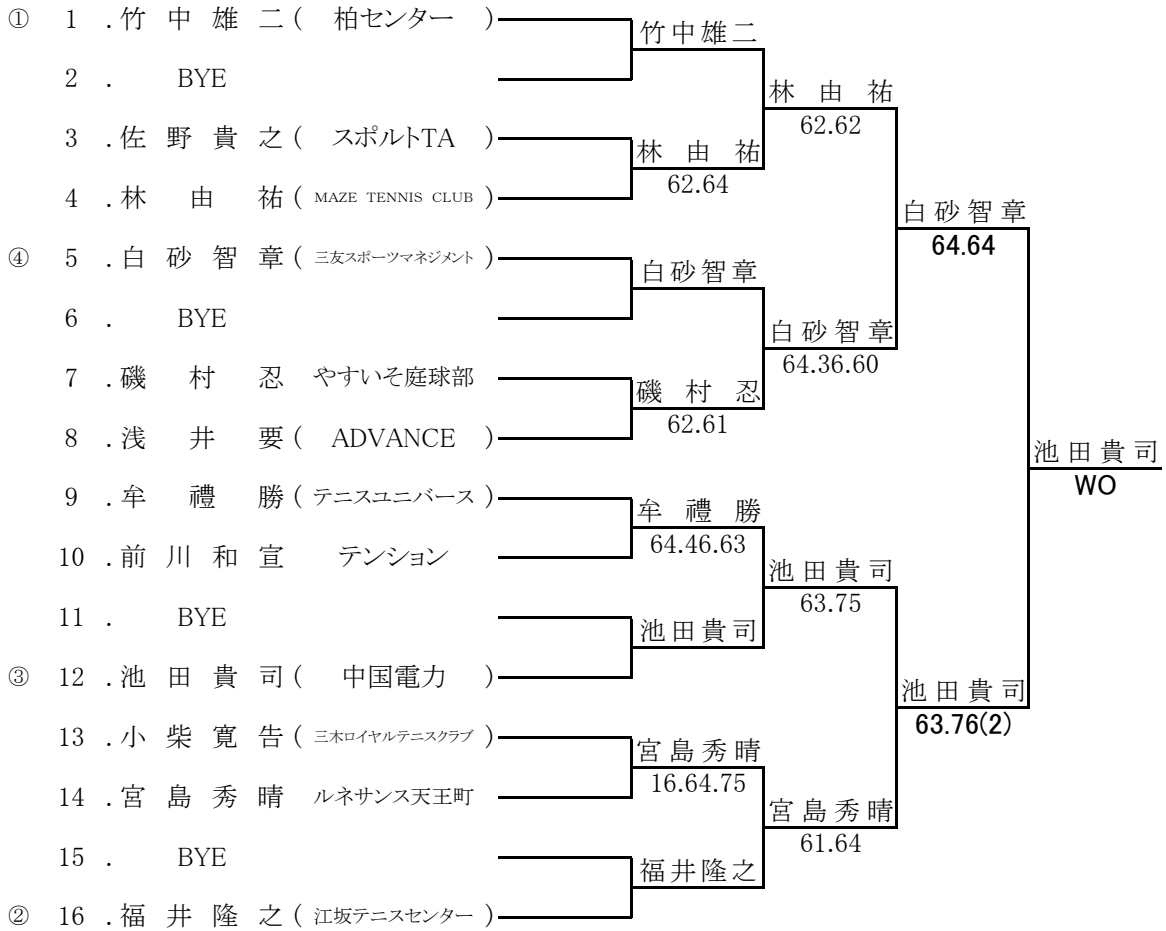 ① 1 .竹中雄二( 柏センター )
2 . BYE
3 .佐野貴之( スポルトTA )
4 .林由祐( MAZE TENNIS CLUB )
④ 5 .白砂智章( 三友スポーツマネジメント )
6 . BYE
7 .磯村忍 やすいそ庭球部
8 .浅井要( ADVANCE )
9 .牟禮勝( テニスユニバース )
10 .前川和宣 テンション
11 . BYE
③ 12 .池田貴司( 中国電力 )
13 .小柴寛告( 三木ロイヤルテニスクラブ )
14 .宮島秀晴 ルネサンス天王町
15 . BYE
② 16 .福井隆之( 江坂テニスセンター )
竹中雄二
林由祐
62.64
白砂智章
磯村忍
62.61
牟禮勝
64.46.63
池田貴司
宮島秀晴
16.64.75
福井隆之
林由祐
62.62
白砂智章
64.36.60
池田貴司
63.75
宮島秀晴
61.64
白砂智章
64.64
池田貴司
63.76(2)
池田貴司
WO